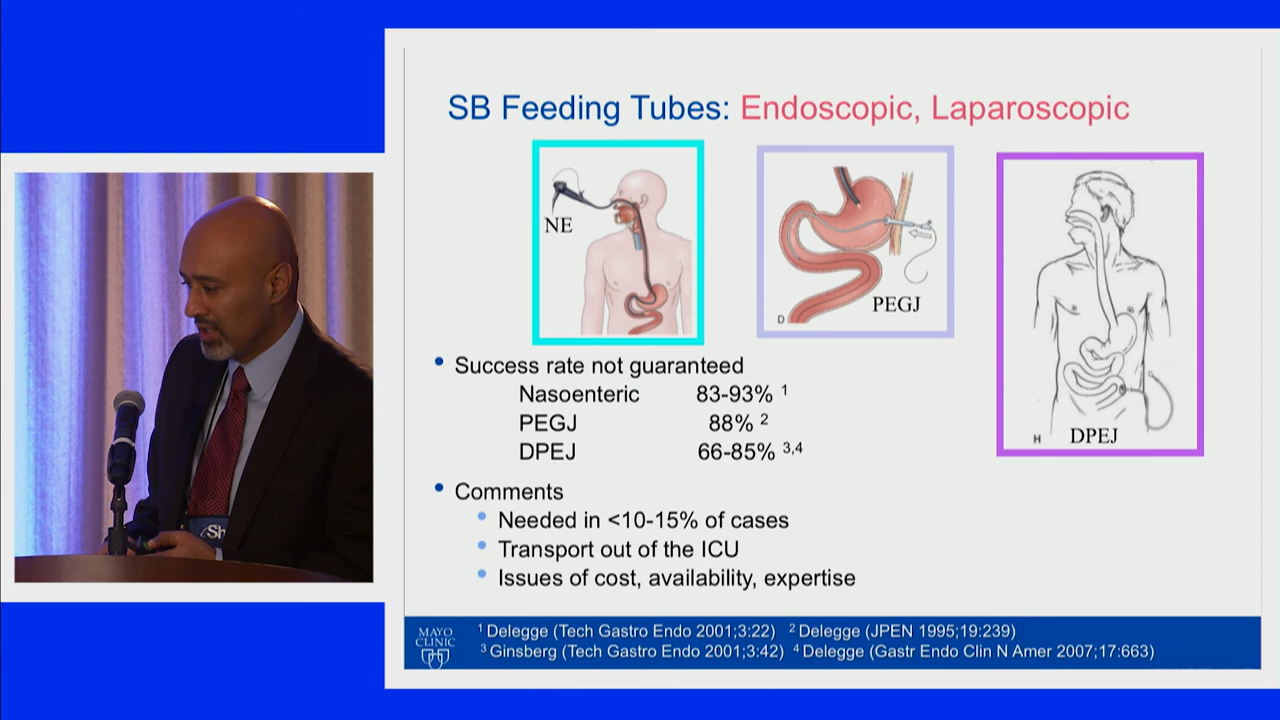 SB Feeding Tubes: Endoscopic, Laparoscopic
NE
D
PEGJ
H
DPEJ
• Success rate not guaranteed
Nasoenteric 83-93% 1
PEGJ 88% 2
DPEJ 66-85% 3,4
• Comments
• Needed in <10-15% of cases
• Transport out of the ICU
• Issues of cost, availability, expertise
MAYO
CLINIC
1 Delegge (Tech Gastro Endo 2001;3:22) 2 Delegge (JPEN 1995;19:239)
3 Ginsberg (Tech Gastro Endo 2001;3:42) 4 Delegge (Gastr Endo Clin N Amer 2007;17:663)